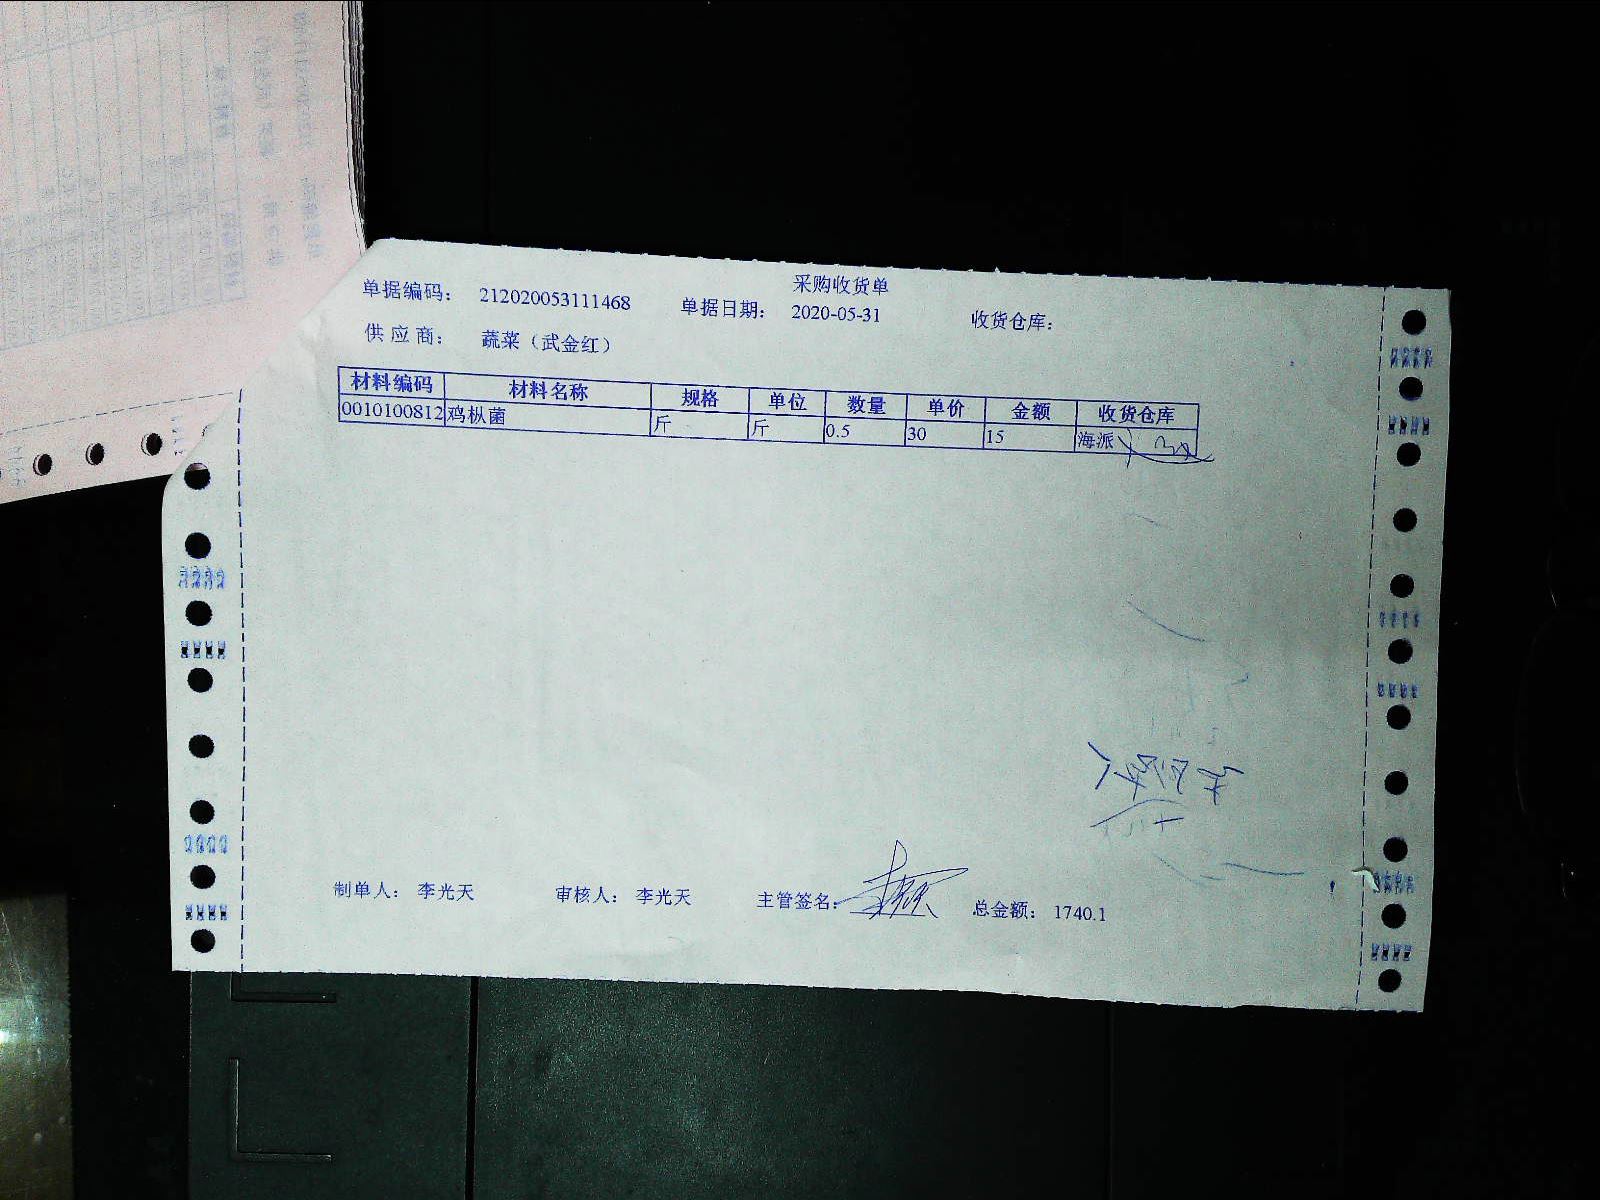 采购收货单
单据编码： 212020053111468 单据日期： 2020-05-31 收货仓库：
供 应 商： 蔬菜（武金红）
材料编码 材料名称 规格 单位 数量 单价 金额 收货仓库
0010100812 鸡枞菌 斤 斤 0.5 30 15 海派
制单人： 李光天 审核人： 李光天 主管签名： 总金额： 1740.1